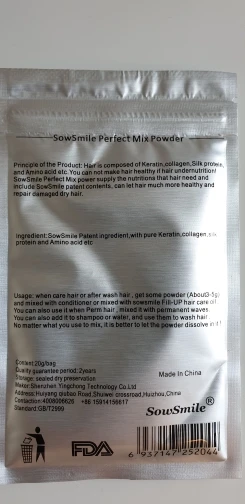 SowSmile Perfect Mix Powder
Principle of the Product: Hair is composed of Keratin,collagen,Silk protein,
and Amino acid etc. You can not make hair healthy if hair undernutrition!
SowSmile Perfect Mix power supply the nutritions that hair need and
include SowSmile patent contents, can let hair much more healthy and
repair damaged dry hair.
Ingredient:SowSmile Patent ingredient,with pure Keratin,collagen,silk
protein and Amino acid etc
Usage: when care hair or after wash hair , get some powder (About3-5g)
and mixed with conditioner or mixed with sowsmile Fill-UP hair care oil
You can also use it when Perm hair , mixed it with permanent waves
You can also add it to shampoo or water, and use them to wash hair
No matter what you use to mix, it is better to let the powder dissolve in it !
Content:20g/bag
Quality guarantee period: 2years
Storage: sealed dry preservation
Made In China
Maker:Shenzhen Yingchong Technology Co.Ltd
Address:Huiyang qiubao Road,Shuiwei crossroad,Huizhou,China
Contaction:4008006626 +86 15914156617
Standard:GB/T2999
SowSmile®
FDA
6 937147 252044